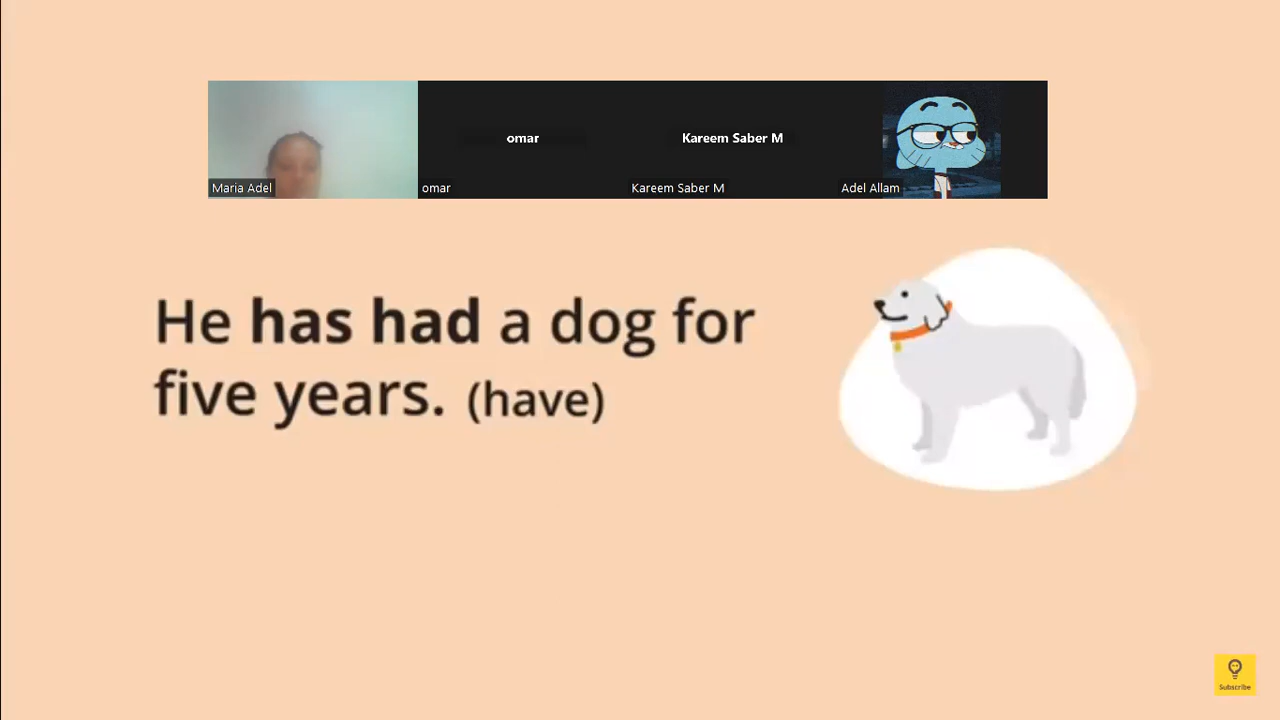 omar
Kareem Saber M
Maria Adel
omar
Kareem Saber M
Adel Allam
He has had a dog for
five years. (have)
Subscribe